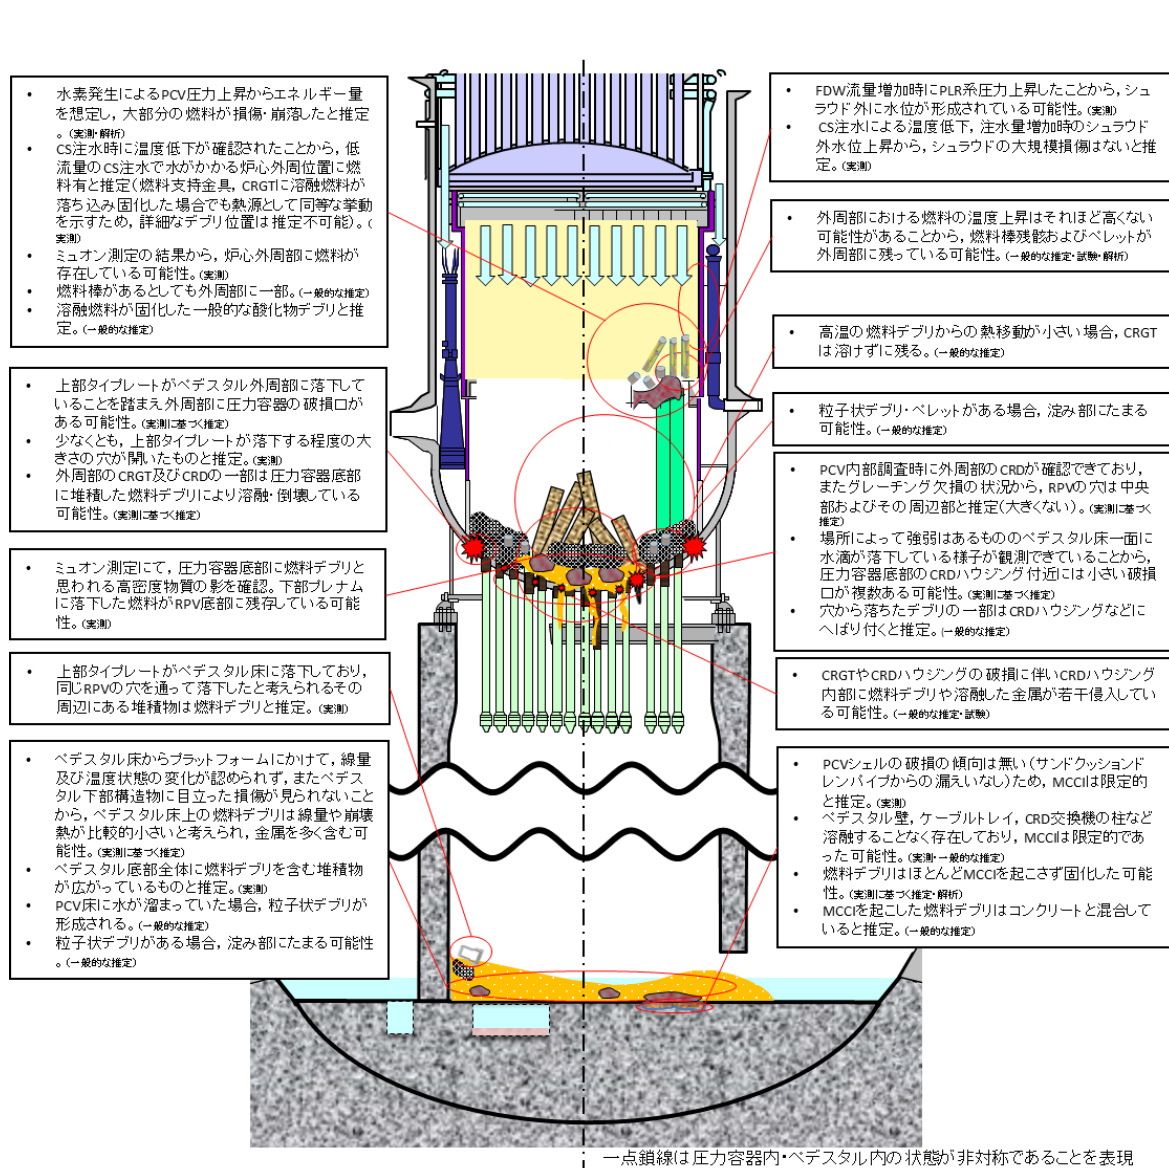 ・ 水素発生によるPCV圧力上昇からエネルギー量
を想定し，大部分の燃料が損傷・崩落したと推定
。（実測・解析）
・ CS注水時に温度低下が確認されたことから，低
流量のCS注水で水がかかる炉心外周位置に燃
料有と推定（燃料支持金具，CRGTに溶融燃料が
落ち込み固化した場合でも熱源として同等な挙動
を示すため，詳細なデブリ位置は推定不可能）。（
実測）
・ ミュオン測定の結果から，炉心外周部に燃料が
存在している可能性。（実測）
・ 燃料棒があるとしても外周部に一部。（一般的な推定）
・ 溶融燃料が固化した一般的な酸化物デブリと推
定。（一般的な推定）
・ 上部タイプレートがペデスタル外周部に落下して
いることを踏まえ外周部に圧力容器の破損口が
ある可能性。（実測に基づく推定）
・ 少なくとも，上部タイプレートが落下する程度の大
きさの穴が開いたものと推定。（実測）
・ 外周部のCRGT及びCRDの一部は圧力容器底部
に堆積した燃料デブリにより溶融・倒壊している
可能性。（実測に基づく推定）
・ ミュオン測定にて，圧力容器底部に燃料デブリと
思われる高密度物質の影を確認。下部プレナム
に落下した燃料がRPV底部に残存している可能
性。（実測）
・ 上部タイプレートがペデスタル床に落下しており，
同じRPVの穴を通って落下したと考えられるその
周辺にある堆積物は燃料デブリと推定。（実測）
・ ペデスタル床からプラットフォームにかけて，線量
及び温度状態の変化が認められず，またペデス
タル下部構造物に目立った損傷が見られないこと
から，ペデスタル床上の燃料デブリは線量や崩壊
熱が比較的小さいと考えられ，金属を多く含む可
能性。（実測に基づく推定）
・ ペデスタル底部全体に燃料デブリを含む堆積物
が広がっているものと推定。（実測）
・ PCV床に水が溜まっていた場合，粒子状デブリが
形成される。（一般的な推定）
・ 粒子状デブリがある場合，淀み部にたまる可能性
。（一般的な推定）
・ FDW流量増加時にPLR系圧力上昇したことから，シュ
ラウド外に水位が形成されている可能性。（実測）
・ CS注水による温度低下，注水量増加時のシュラウド
外水位上昇から，シュラウドの大規模損傷はないと推
定。（実測）
・ 外周部における燃料の温度上昇はそれほど高くない
可能性があることから，燃料棒残骸およびペレットが
外周部に残っている可能性。（一般的な推定・試験・解析）
・ 高温の燃料デブリからの熱移動が小さい場合，CRGT
は溶けずに残る。（一般的な推定）
・ 粒子状デブリ・ペレットがある場合，淀み部にたまる
可能性。（一般的な推定）
・ PCV内部調査時に外周部のCRDが確認できており，
またグレーチング欠損の状況から，RPVの穴は中央
部およびその周辺部と推定（大きくない）。（実測に基づく
推定）
・ 場所によって強弱はあるもののペデスタル床一面に
水滴が落下している様子が観測できていることから，
圧力容器底部のCRDハウジング付近には小さい破損
口が複数ある可能性。（実測に基づく推定）
・ 穴から落ちたデブリの一部はCRDハウジングなどに
へばり付くと推定。（一般的な推定）
・ CRGTやCRDハウジングの破損に伴いCRDハウジング
内部に燃料デブリや溶融した金属が若干侵入してい
る可能性。（一般的な推定・試験）
・ PCVシェルの破損の傾向は無い（サンドクッションド
レンパイプからの漏えいなし）ため，MCCIは限定的
と推定。（実測）
・ ペデスタル壁，ケーブルトレイ，CRD交換機の柱など
溶融することなく存在しており，MCCIは限定的であ
った可能性。（実測・一般的な推定）
・ 燃料デブリはほとんどMCCIを起こさず固化した可能
性。（実測に基づく推定・解析）
・ MCCIを起こした燃料デブリはコンクリートと混合して
いると推定。（一般的な推定）
一点鎖線は圧力容器内・ペデスタル内の状態が非対称であることを表現